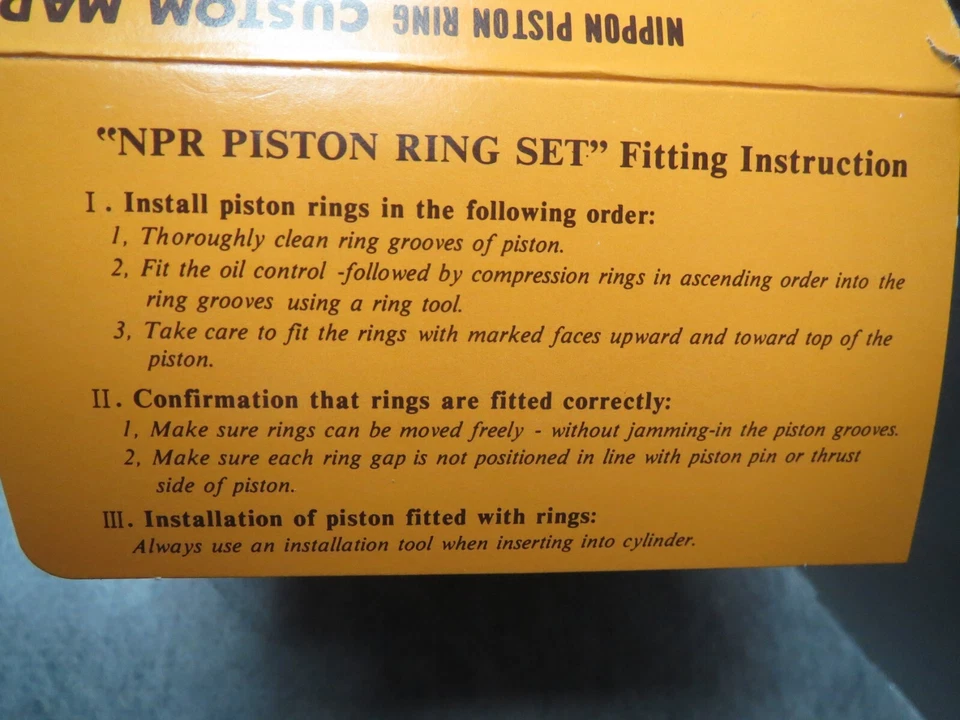 NIPPON PISTON RING CUSTOM
"NPR PISTON RING SET" Fitting Instruction
I. Install piston rings in the following order:
1, Thoroughly clean ring grooves of piston.
2, Fit the oil control -followed by compression rings in ascending order into the
ring grooves using a ring tool.
3, Take care to fit the rings with marked faces upward and toward top of the
piston.
II. Confirmation that rings are fitted correctly:
1, Make sure rings can be moved freely - without jamming-in the piston grooves.
2, Make sure each ring gap is not positioned in line with piston pin or thrust
side of piston.
III. Installation of piston fitted with rings:
Always use an installation tool when inserting into cylinder.